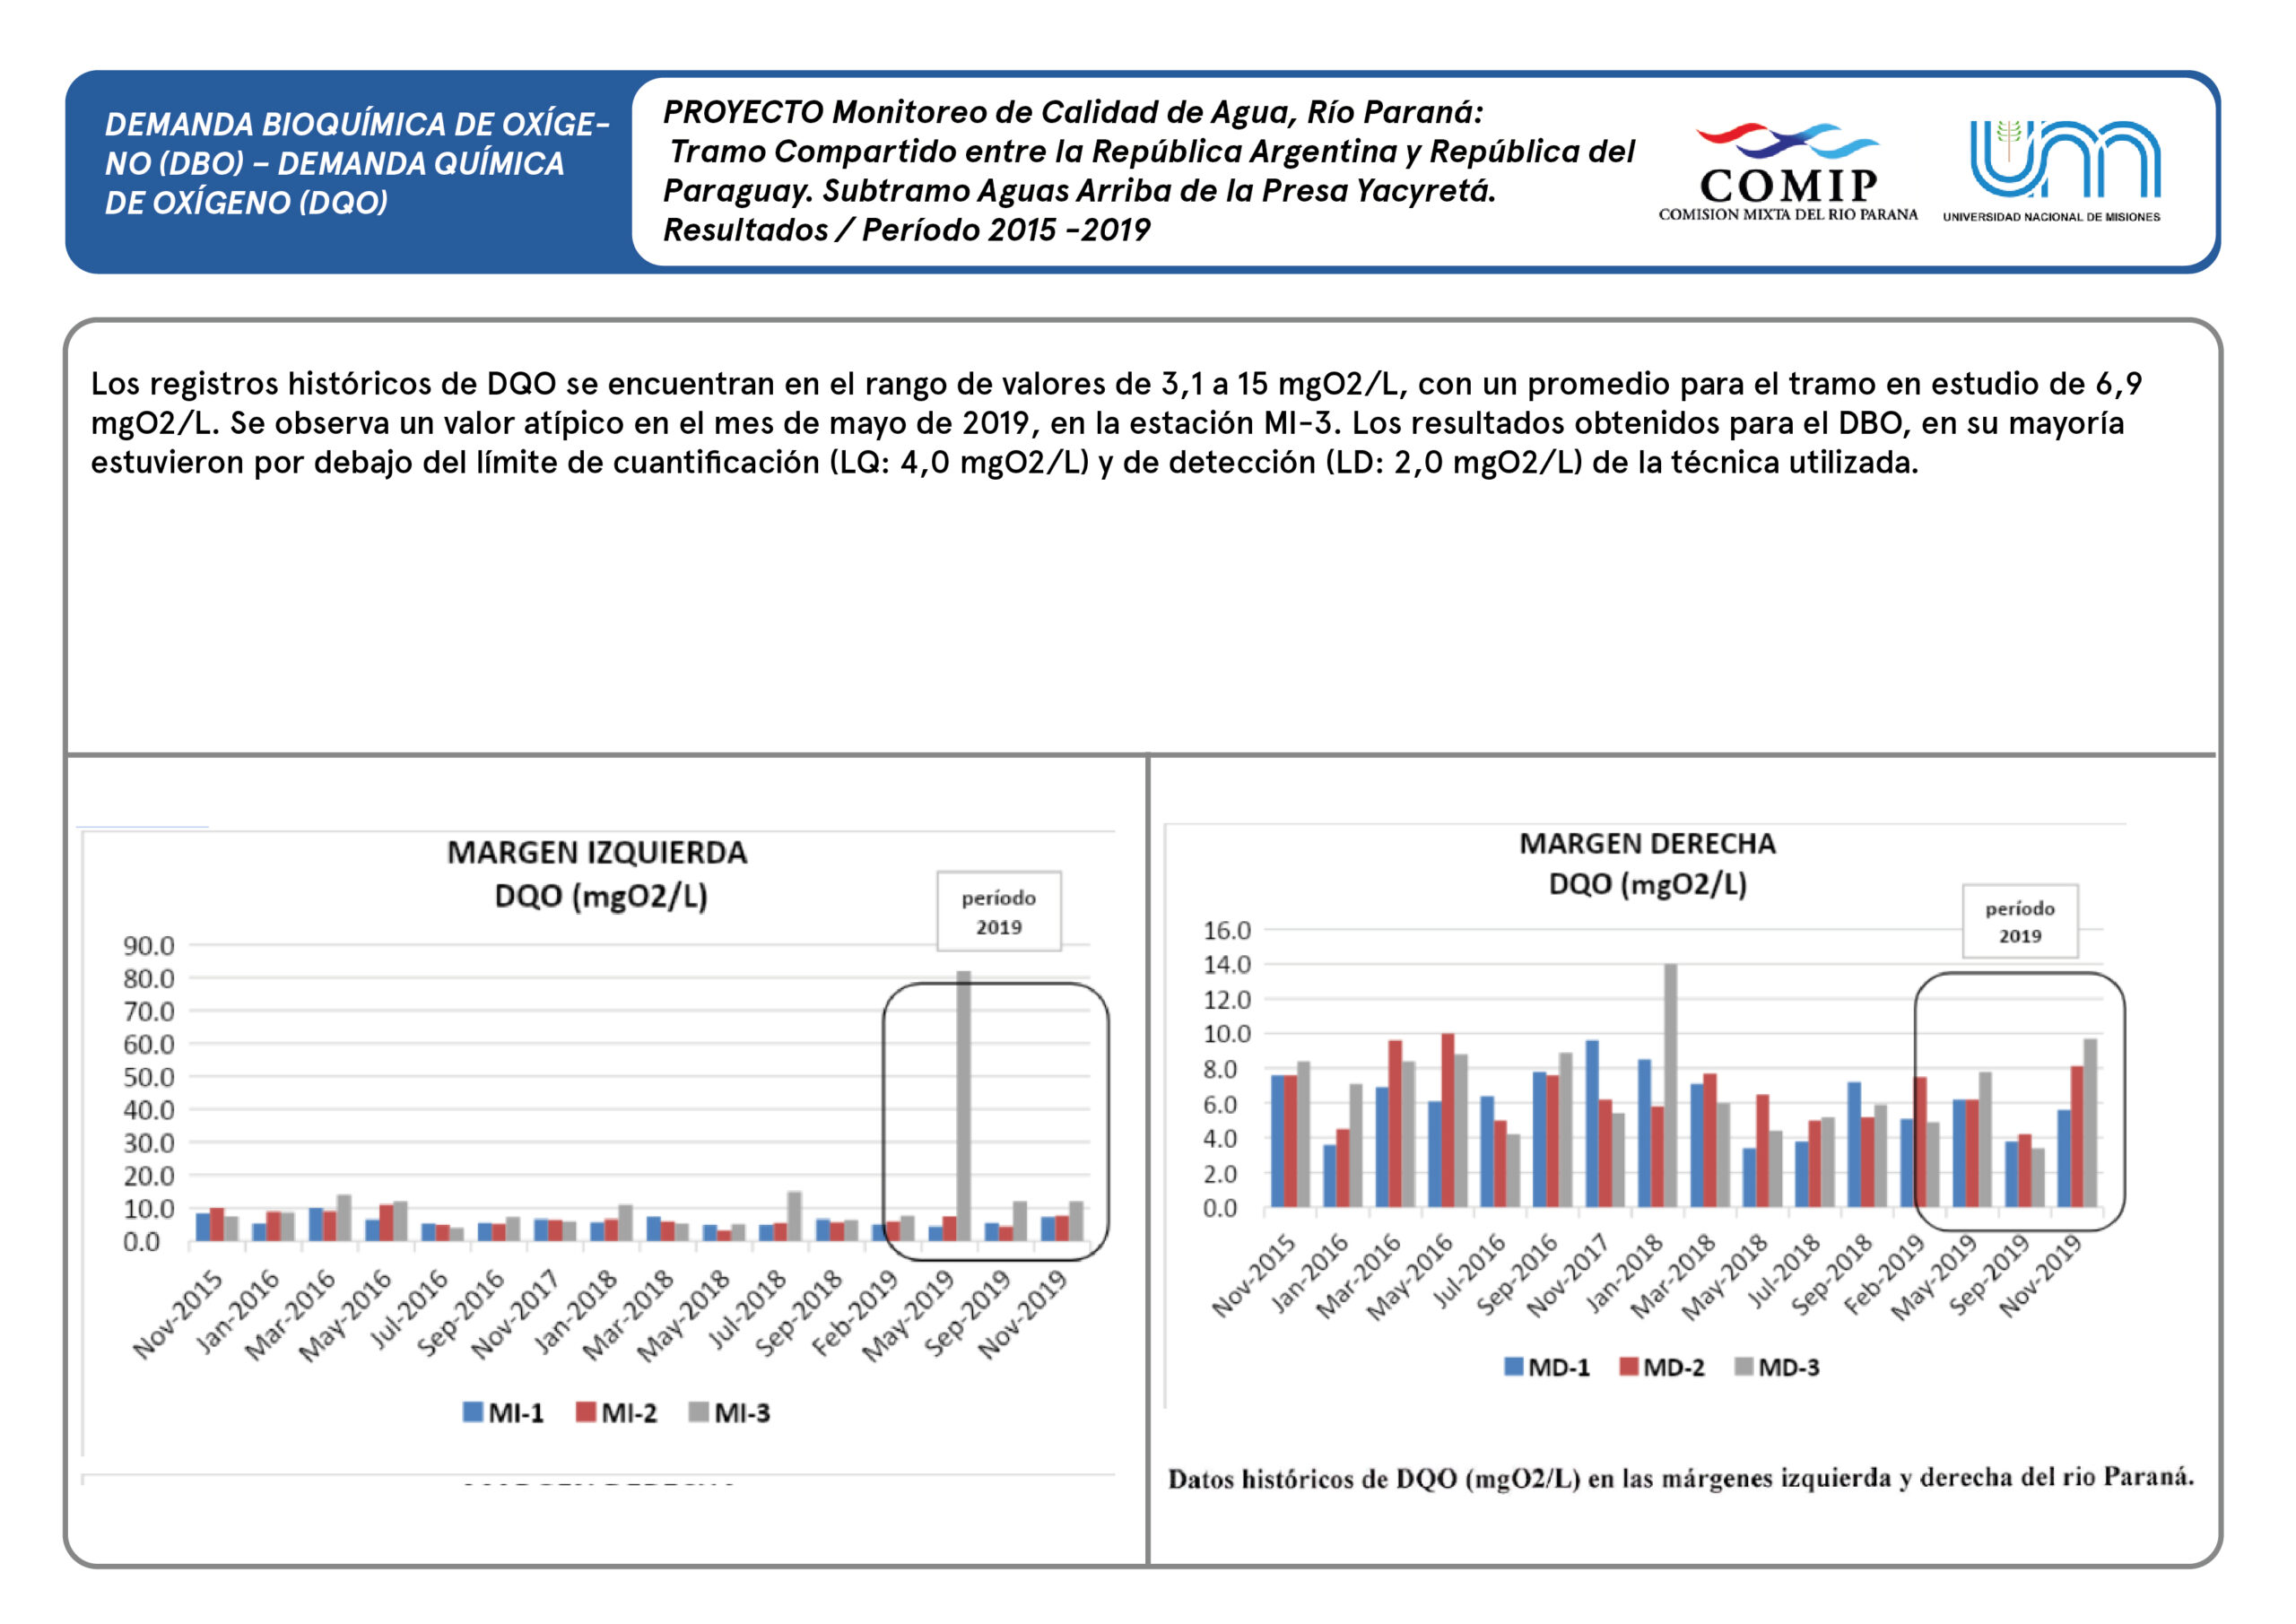 DEMANDA BIOQUÍMICA DE OXÍGE-
NO (DBO) - DEMANDA QUÍMICA
DE OXÍGENO (DQO)
PROYECTO Monitoreo de Calidad de Agua, Río Paraná:
Tramo Compartido entre la República Argentina y República del
Paraguay. Subtramo Aguas Arriba de la Presa Yacyretá.
Resultados / Período 2015 -2019
COMIP
COMISION MIXTA DEL RIO PARANA
UNIVERSIDAD NACIONAL DE MISIONES
Los registros históricos de DQO se encuentran en el rango de valores de 3,1 a 15 mgO2/L, con un promedio para el tramo en estudio de 6,9
mgO2/L. Se observa un valor atípico en el mes de mayo de 2019, en la estación MI-3. Los resultados obtenidos para el DBO, en su mayoría
estuvieron por debajo del límite de cuantificación (LQ: 4,0 mgO2/L) y de detección (LD: 2,0 mgO2/L) de la técnica utilizada.
MARGEN IZQUIERDA
DQO (mgO2/L)
período
2019
90.0
80.0
70.0
60.0
50.0
40.0
30.0
20.0
10.0
0.0
Nov-2015
Jan-2016
Mar-2016
May-2016
Jul-2016
Sep-2016
Nov-2017
Jan-2018
Mar-2018
May-2018
Jul-2018
Sep-2018
Feb-2019
May-2019
Sep-2019
Nov-2019
MI-1 MI-2 MI-3
MARGEN DERECHA
DQO (mgO2/L)
período
2019
16.0
14.0
12.0
10.0
8.0
6.0
4.0
2.0
0.0
Nov-2015
Jan-2016
Mar-2016
May-2016
Jul-2016
Sep-2016
Nov-2017
Jan-2018
Mar-2018
May-2018
Jul-2018
Sep-2018
Feb-2019
May-2019
Sep-2019
Nov-2019
MD-1 MD-2 MD-3
Datos históricos de DQO (mgO2/L) en las márgenes izquierda y derecha del rio Paraná.